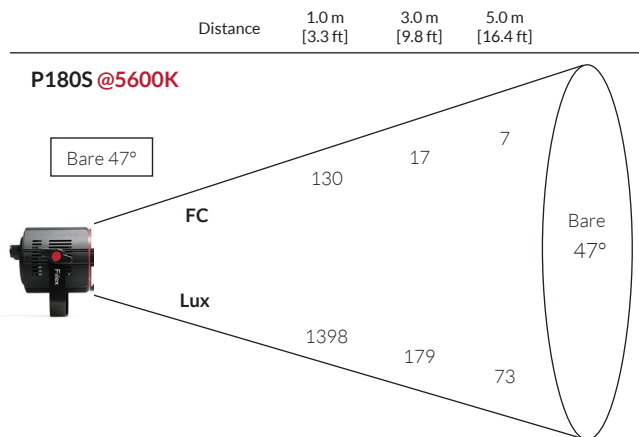 Distance 1.0 m 3.0 m 5.0 m
[3.3 ft] [9.8 ft] [16.4 ft]
P180S @5600K
Bare 47°
7
17
130
FC
Bare
47°
Fiilex
Lux
1398
179
73